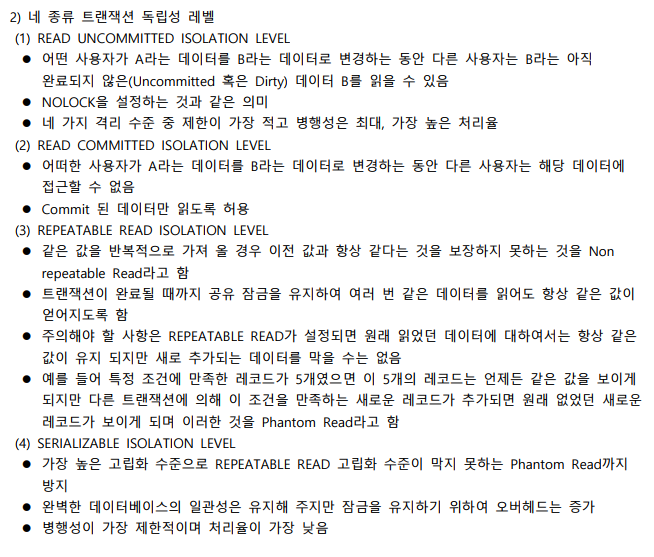 2) 네 종류 트랜잭션 독립성 레벨
(1) READ UNCOMMITTED ISOLATION LEVEL
● 어떤 사용자가 A라는 데이터를 B라는 데이터로 변경하는 동안 다른 사용자는 B라는 아직
완료되지 않은(Uncommitted 혹은 Dirty) 데이터 B를 읽을 수 있음
● NOLOCK을 설정하는 것과 같은 의미
● 네 가지 격리 수준 중 제한이 가장 적고 병행성은 최대, 가장 높은 처리율
(2) READ COMMITTED ISOLATION LEVEL
● 어떠한 사용자가 A라는 데이터를 B라는 데이터로 변경하는 동안 다른 사용자는 해당 데이터에
접근할 수 없음
● Commit 된 데이터만 읽도록 허용
(3) REPEATABLE READ ISOLATION LEVEL
● 같은 값을 반복적으로 가져 올 경우 이전 값과 항상 같다는 것을 보장하지 못하는 것을 Non
repeatable Read라고 함
● 트랜잭션이 완료될 때까지 공유 잠금을 유지하여 여러 번 같은 데이터를 읽어도 항상 같은 값이
얻어지도록 함
● 주의해야 할 사항은 REPEATABLE READ가 설정되면 원래 읽었던 데이터에 대하여서는 항상 같은
값이 유지 되지만 새로 추가되는 데이터를 막을 수는 없음
● 예를 들어 특정 조건에 만족한 레코드가 5개였으면 이 5개의 레코드는 언제든 같은 값을 보이게
되지만 다른 트랜잭션에 의해 이 조건을 만족하는 새로운 레코드가 추가되면 원래 없었던 새로운
레코드가 보이게 되며 이러한 것을 Phantom Read라고 함
(4) SERIALIZABLE ISOLATION LEVEL
● 가장 높은 고립화 수준으로 REPEATABLE READ 고립화 수준이 막지 못하는 Phantom Read까지
방지
● 완벽한 데이터베이스의 일관성은 유지해 주지만 잠금을 유지하기 위하여 오버헤드는 증가
● 병행성이 가장 제한적이며 처리율이 가장 낮음